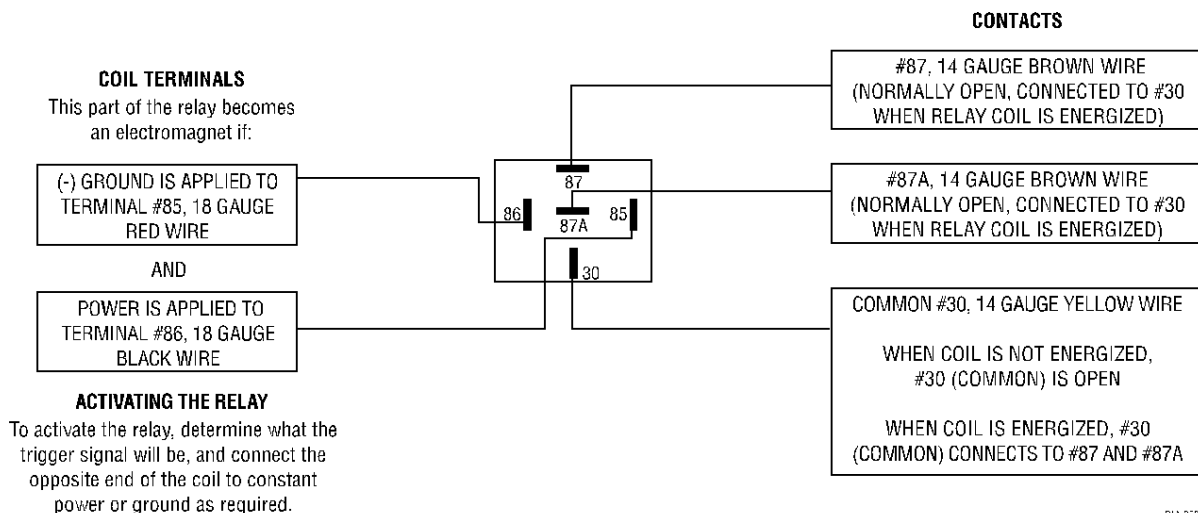 CONTACTS
COIL TERMINALS
This part of the relay becomes
an electromagnet if:
(-) GROUND IS APPLIED TO
TERMINAL #85, 18 GAUGE
RED WIRE
AND
POWER IS APPLIED TO
TERMINAL #86, 18 GAUGE
BLACK WIRE
ACTIVATING THE RELAY
To activate the relay, determine what the
trigger signal will be, and connect the
opposite end of the coil to constant
power or ground as required.
87
86
87A
85
30
#87, 14 GAUGE BROWN WIRE
(NORMALLY OPEN, CONNECTED TO #30
WHEN RELAY COIL IS ENERGIZED)
#87A, 14 GAUGE BROWN WIRE
(NORMALLY OPEN, CONNECTED TO #30
WHEN RELAY COIL IS ENERGIZED)
COMMON #30, 14 GAUGE YELLOW WIRE
WHEN COIL IS NOT ENERGIZED,
#30 (COMMON) IS OPEN
WHEN COIL IS ENERGIZED, #30
(COMMON) CONNECTS TO #87 AND #87A